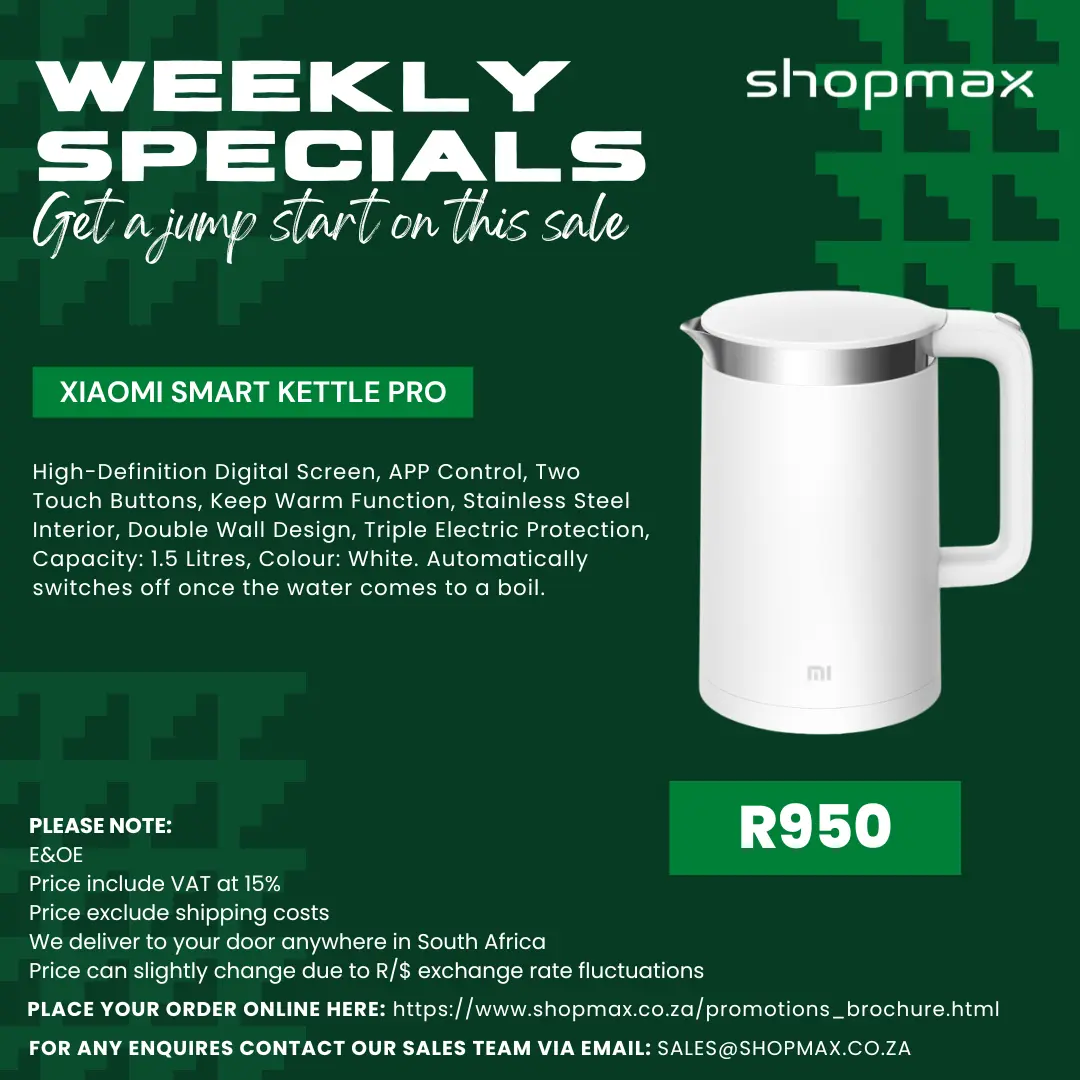 WEEKLY
SPECIALS
Get a jump start on this sale
shopmax
XIAOMI SMART KETTLE PRO
High-Definition Digital Screen, APP Control, Two
Touch Buttons, Keep Warm Function, Stainless Steel
Interior, Double Wall Design, Triple Electric Protection,
Capacity: 1.5 Litres, Colour: White. Automatically
switches off once the water comes to a boil.
mi
R950
PLEASE NOTE:
E&OE
Price include VAT at 15%
Price exclude shipping costs
We deliver to your door anywhere in South Africa
Price can slightly change due to R/$ exchange rate fluctuations
PLACE YOUR ORDER ONLINE HERE: https://www.shopmax.co.za/promotions_brochure.html
FOR ANY ENQUIRES CONTACT OUR SALES TEAM VIA EMAIL: SALES@SHOPMAX.CO.ZA